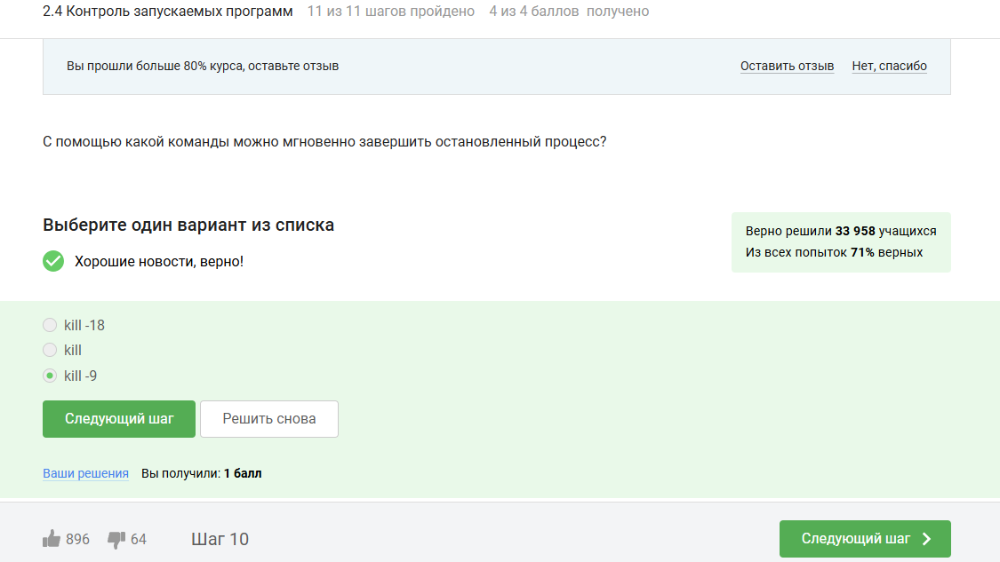 2.4 Контроль запускаемых программ 11 из 11 шагов пройдено 4 из 4 баллов получено
Вы прошли больше 80% курса, оставьте отзыв Оставить отзыв Нет, спасибо
С помощью какой команды можно мгновенно завершить остановленный процесс?
Выберите один вариант из списка
Хорошие новости, верно!
Верно решили 33 958 учащихся
Из всех попыток 71% верных
kill -18
kill
kill -9
Следующий шаг Решить снова
Ваши решения Вы получили: 1 балл
896 64 Шаг 10 Следующий шаг